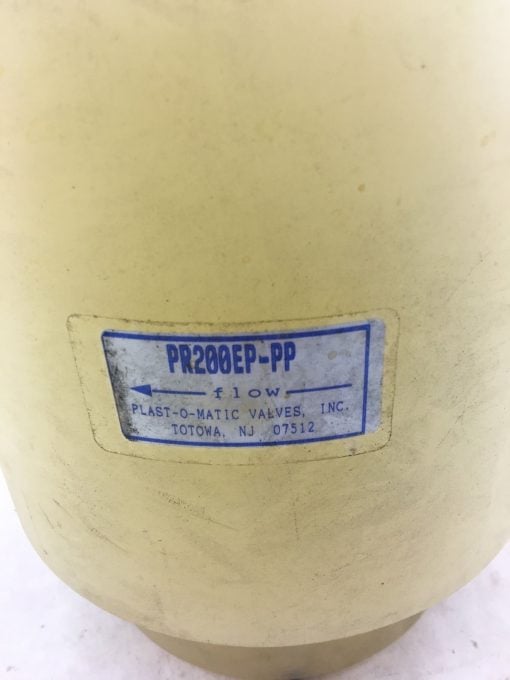 PR200EP-PP
flow
PLAST-O-MATIC VALVES, INC.
TOTOWA, NJ 07512